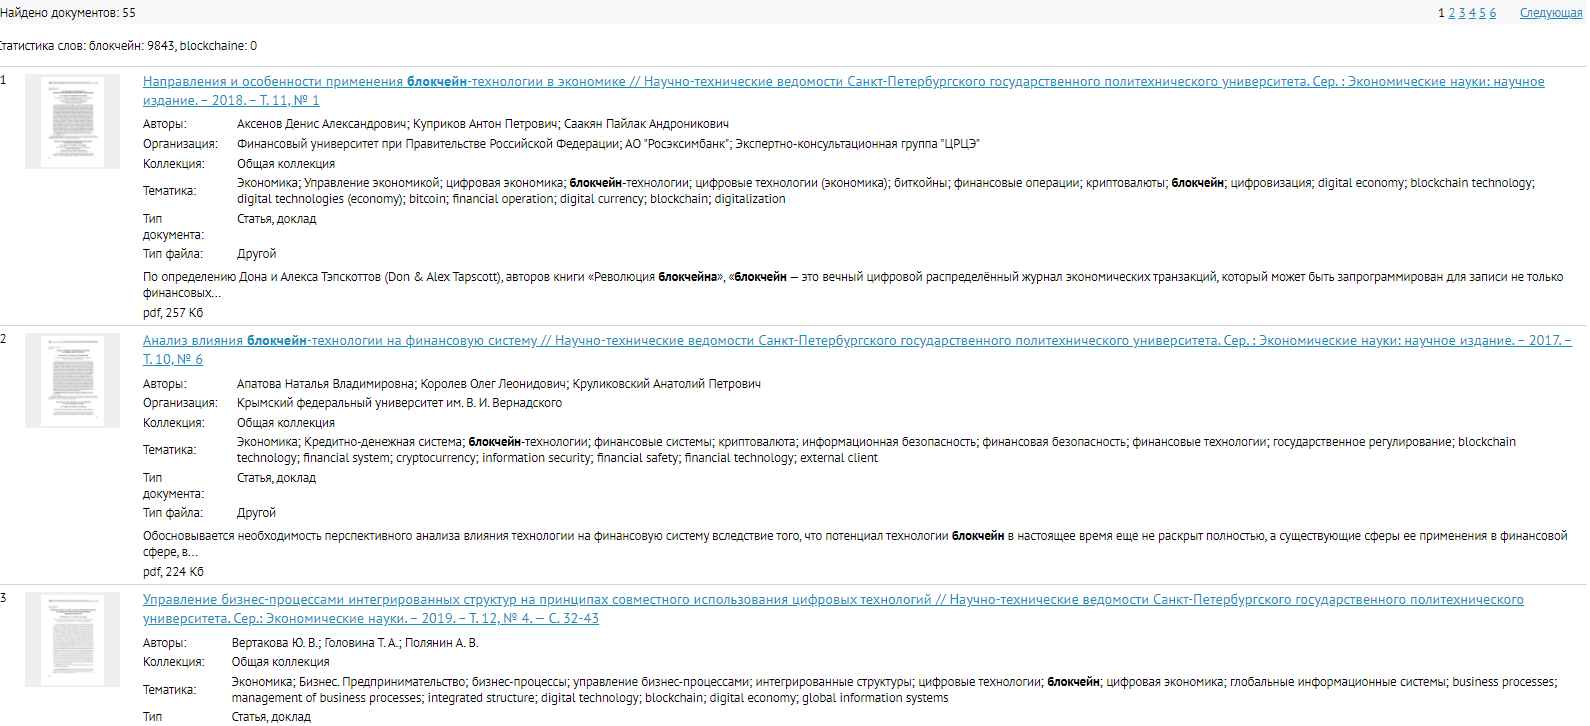 Найдено документов: 55
1 2 3 4 5 6 Следующая
Статистика слов: блокчейн: 9843, blockchaine: 0
1
Направления и особенности применения блокчейн-технологии в экономике // Научно-технические ведомости Санкт-Петербургского государственного политехнического университета. Сер. : Экономические науки: научное
издание. – 2018. – Т. 11, № 1
Авторы: Аксенов Денис Александрович; Куприков Антон Петрович; Саакян Пайлак Андроникович
Организация: Финансовый университет при Правительстве Российской Федерации; АО "Росэксимбанк"; Экспертно-консультационная группа "ЦРЦЭ"
Коллекция: Общая коллекция
Тематика: Экономика; Управление экономикой; цифровая экономика; блокчейн-технологии; цифровые технологии (экономика); биткойны; финансовые операции; криптовалюты; блокчейн; цифровизация; digital economy; blockchain technology;
digital technologies (economy); bitcoin; financial operation; digital currency; blockchain; digitalization
Тип Статья, доклад
документа:
Тип файла: Другой
По определению Дона и Алекса Тэпскоттов (Don & Alex Tapscott), авторов книги «Революция блокчейна», «блокчейн — это вечный цифровой распределённый журнал экономических транзакций, который может быть запрограммирован для записи не только
финансовых...
pdf, 257 Кб
2
Анализ влияния блокчейн-технологии на финансовую систему // Научно-технические ведомости Санкт-Петербургского государственного политехнического университета. Сер. : Экономические науки: научное издание. – 2017. –
Т. 10, № 6
Авторы: Апатова Наталья Владимировна; Королев Олег Леонидович; Круликовский Анатолий Петрович
Организация: Крымский федеральный университет им. В. И. Вернадского
Коллекция: Общая коллекция
Тематика: Экономика; Кредитно-денежная система; блокчейн-технологии; финансовые системы; криптовалюта; информационная безопасность; финансовая безопасность; финансовые технологии; государственное регулирование; blockchain
technology; financial system; cryptocurrency; information security; financial safety; financial technology; external client
Тип Статья, доклад
документа:
Тип файла: Другой
Обосновывается необходимость перспективного анализа влияния технологии на финансовую систему вследствие того, что потенциал технологии блокчейн в настоящее время еще не раскрыт полностью, а существующие сферы ее применения в финансовой
сфере, в...
pdf, 224 Кб
3
Управление бизнес-процессами интегрированных структур на принципах совместного использования цифровых технологий // Научно-технические ведомости Санкт-Петербургского государственного политехнического
университета. Сер.: Экономические науки. – 2019. – Т. 12, № 4. — С. 32-43
Авторы: Вертакова Ю. В.; Головина Т. А.; Полянин А. В.
Коллекция: Общая коллекция
Тематика: Экономика; Бизнес. Предпринимательство; бизнес-процессы; управление бизнес-процессами; интегрированные структуры; цифровые технологии; блокчейн; цифровая экономика; глобальные информационные системы; business processes;
management of business processes; integrated structure; digital technology; blockchain; digital economy; global information systems
Тип Статья, доклад